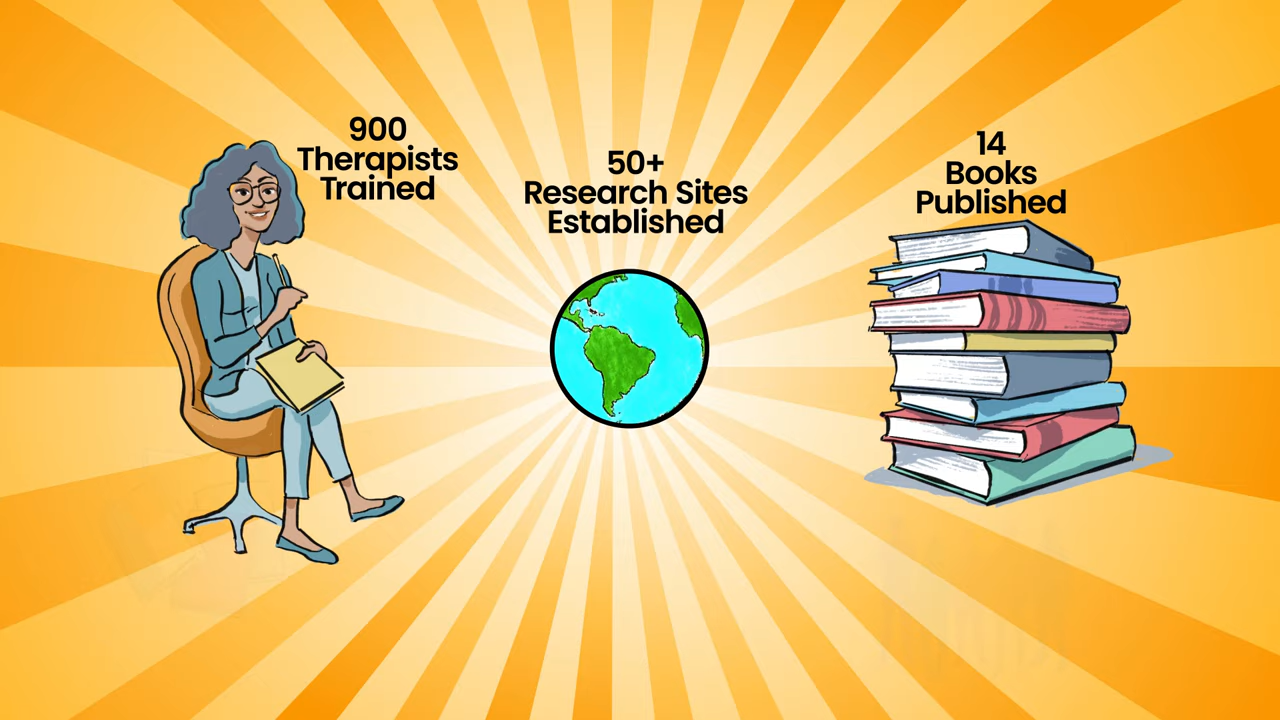 900
Therapists
Trained
50+
Research Sites
Established
14
Books
Published